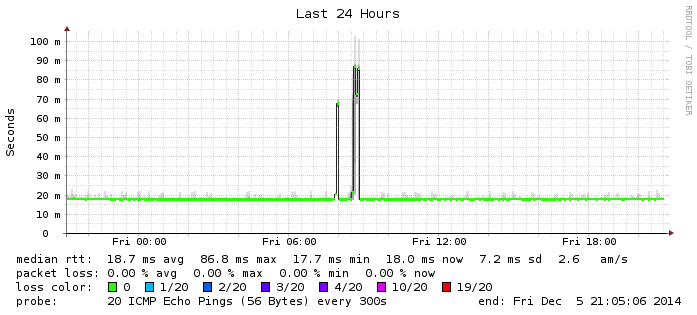 Last 24 Hours
RRDTOOL / TOBI OETIKER
Seconds
100 m
90 m
80 m
70 m
60 m
50 m
40 m
30 m
20 m
10 m
0
Fri 00:00 Fri 06:00 Fri 12:00 Fri 18:00
median rtt: 18.7 ms avg 86.8 ms max 17.7 ms min 18.0 ms now 7.2 ms sd 2.6 am/s
packet loss: 0.00 % avg 0.00 % max 0.00 % min 0.00 % now
loss color: 0 1/20 2/20 3/20 4/20 10/20 19/20
probe: 20 ICMP Echo Pings (56 Bytes) every 300s end: Fri Dec 5 21:05:06 2014